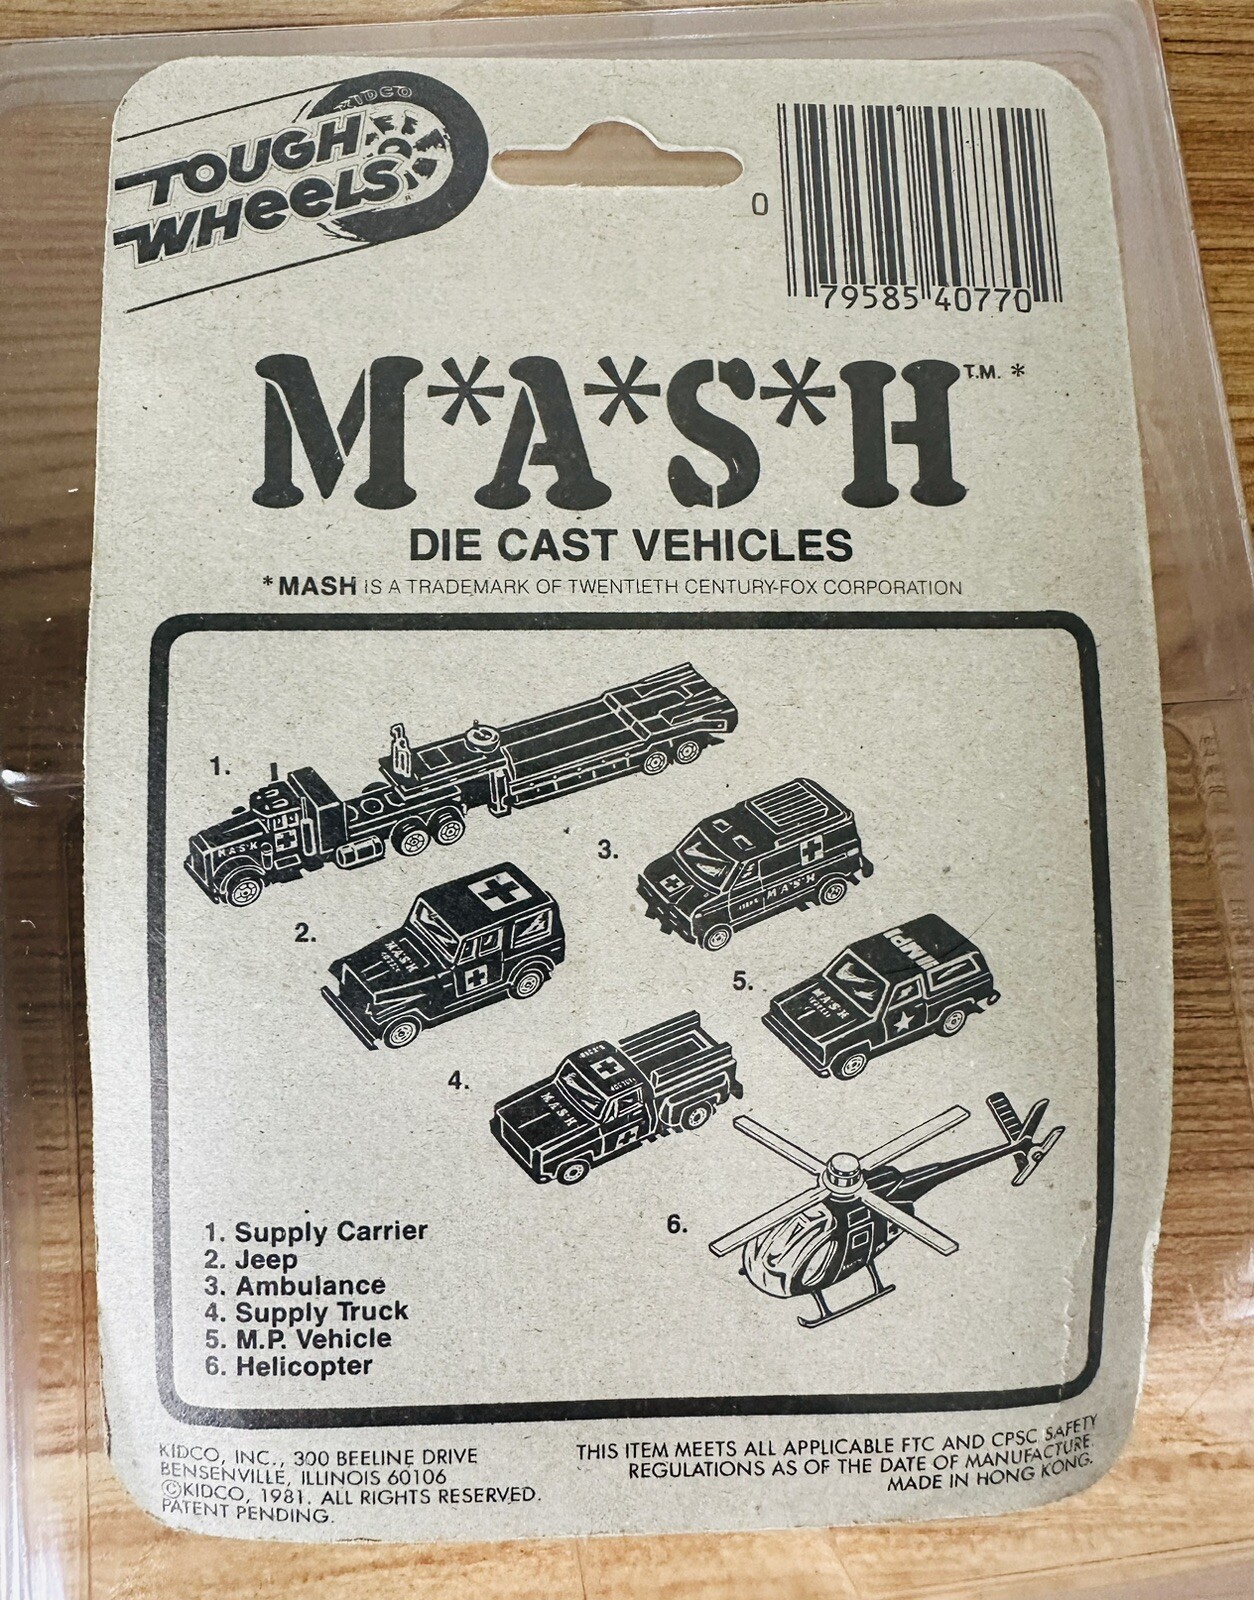 KIDCO
TOUGH
WHEELS
0
79585 40770
M*A*S*H T.M. *
DIE CAST VEHICLES
*MASH IS A TRADEMARK OF TWENTIETH CENTURY-FOX CORPORATION
1.
M*A*S*H
3.
M*A*S*H
2.
M*A*S*H
5.
M*A*S*H
4.
M*A*S*H
6.
1. Supply Carrier
2. Jeep
3. Ambulance
4. Supply Truck
5. M.P. Vehicle
6. Helicopter
KIDCO, INC., 300 BEELINE DRIVE
BENSENVILLE, ILLINOIS 60106
©KIDCO, 1981. ALL RIGHTS RESERVED.
PATENT PENDING.
THIS ITEM MEETS ALL APPLICABLE FTC AND CPSC SAFETY
REGULATIONS AS OF THE DATE OF MANUFACTURE.
MADE IN HONG KONG.